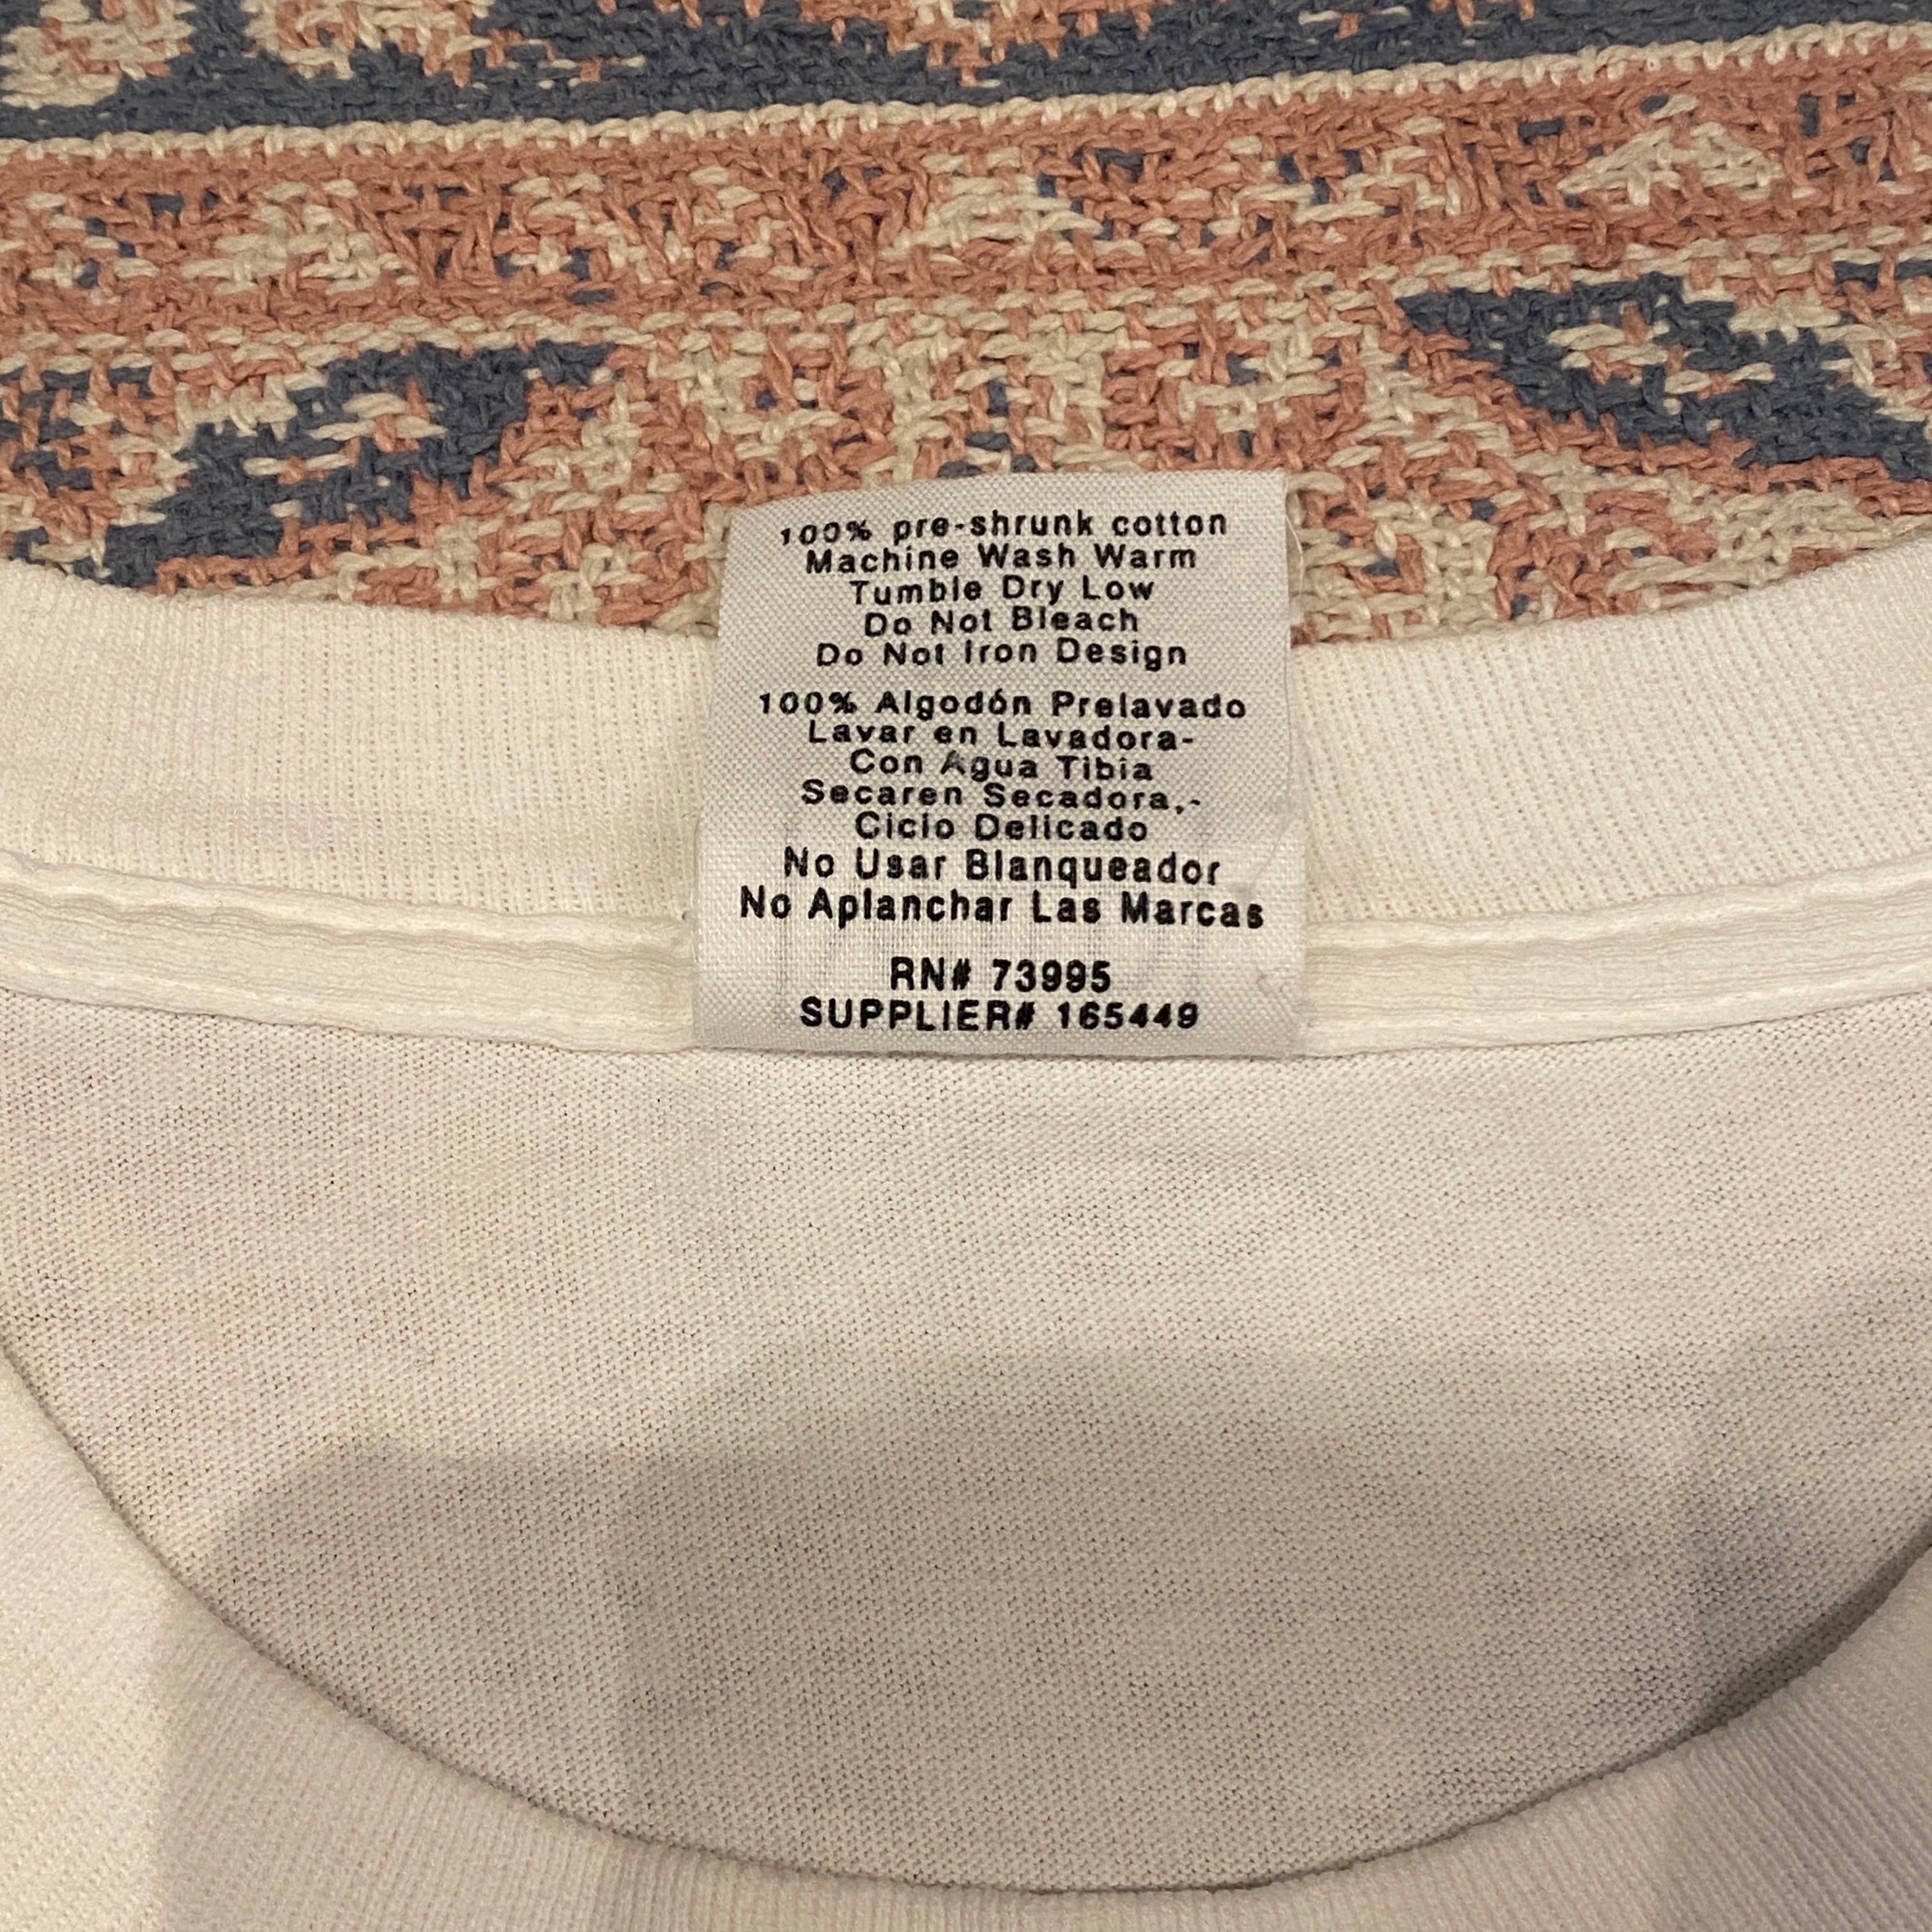 100% pre-shrunk cotton
Machine Wash Warm
Tumble Dry Low
Do Not Bleach
Do Not Iron Design
100% Algodón Prelavado
Lavar en Lavadora-
Con Agua Tibia
Secaren Secadora,-
Ciclo Delicado
No Usar Blanqueador
No Aplanchar Las Marcas
RN# 73995
SUPPLIER# 165449